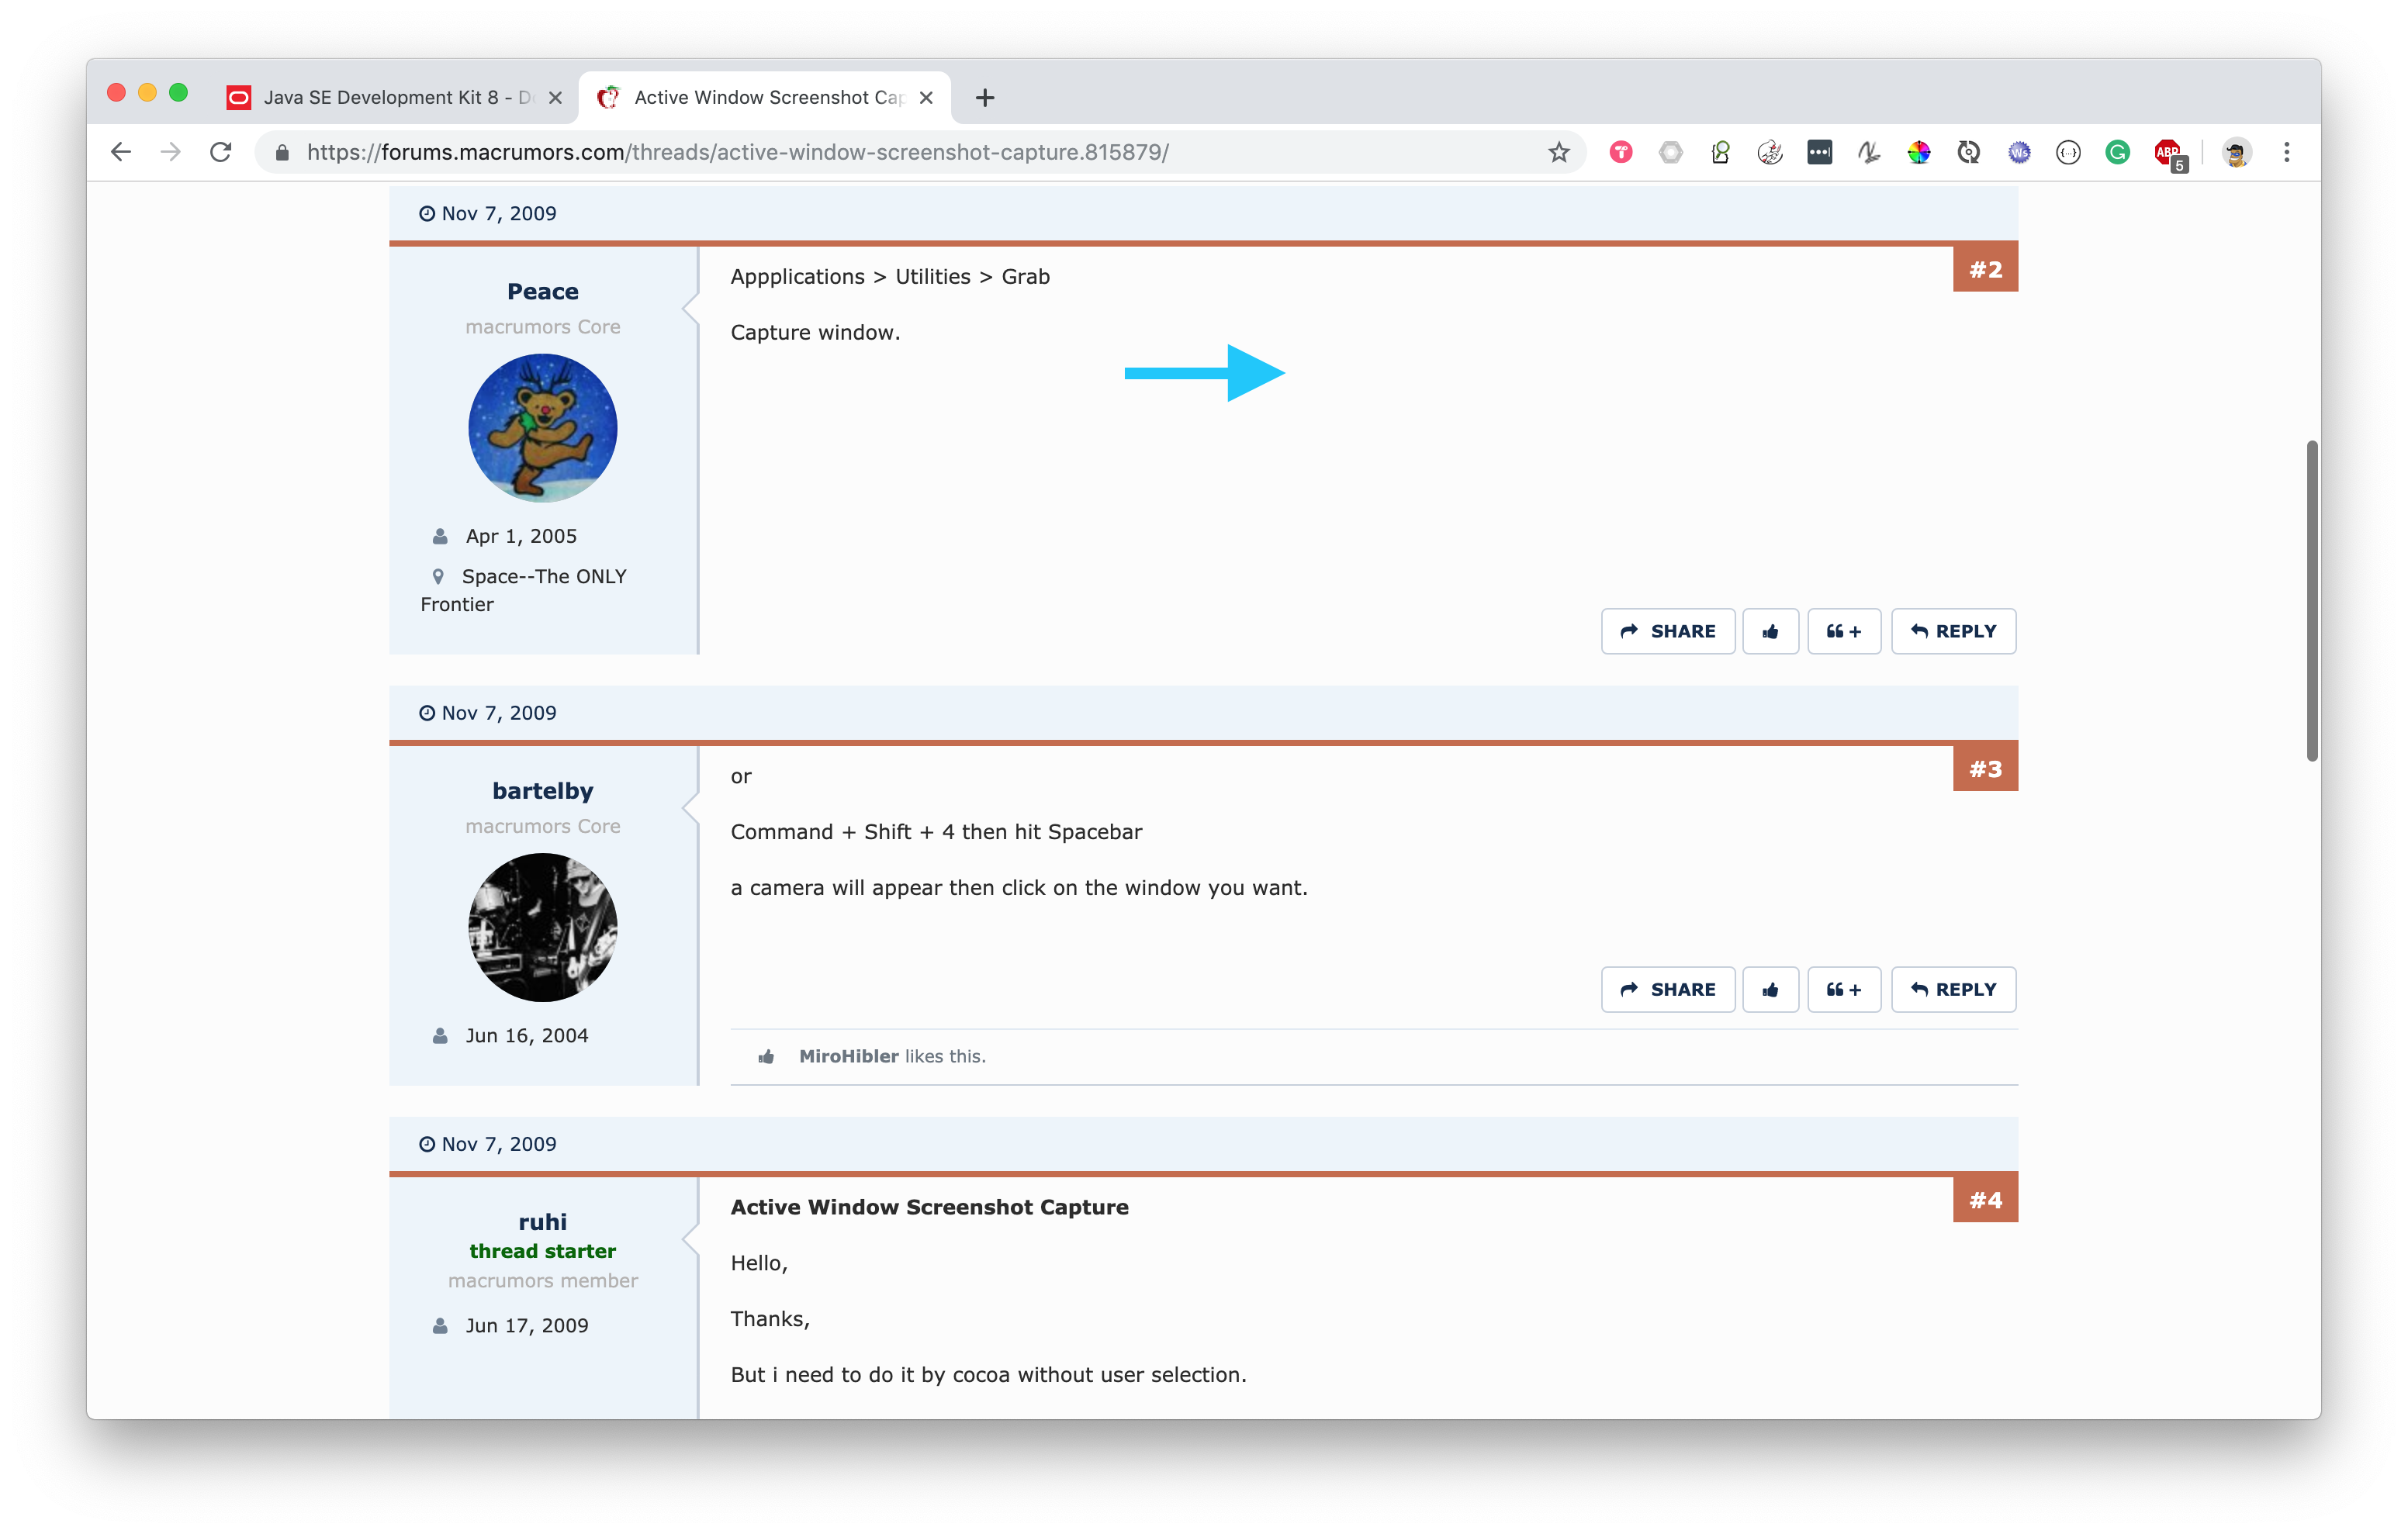 Java SE Development Kit 8 - D
Active Window Screenshot Cap
https://forums.macrumors.com/threads/active-window-screenshot-capture.815879/
Ws
{...}
G
ABP
5
Nov 7, 2009
#2
Peace
macrumors Core
Apr 1, 2005
Space--The ONLY
Frontier
Appplications > Utilities > Grab
Capture window.
SHARE
+
REPLY
Nov 7, 2009
#3
bartelby
macrumors Core
Jun 16, 2004
or
Command + Shift + 4 then hit Spacebar
a camera will appear then click on the window you want.
SHARE
+
REPLY
MiroHibler likes this.
Nov 7, 2009
#4
ruhi
thread starter
macrumors member
Jun 17, 2009
Active Window Screenshot Capture
Hello,
Thanks,
But i need to do it by cocoa without user selection.